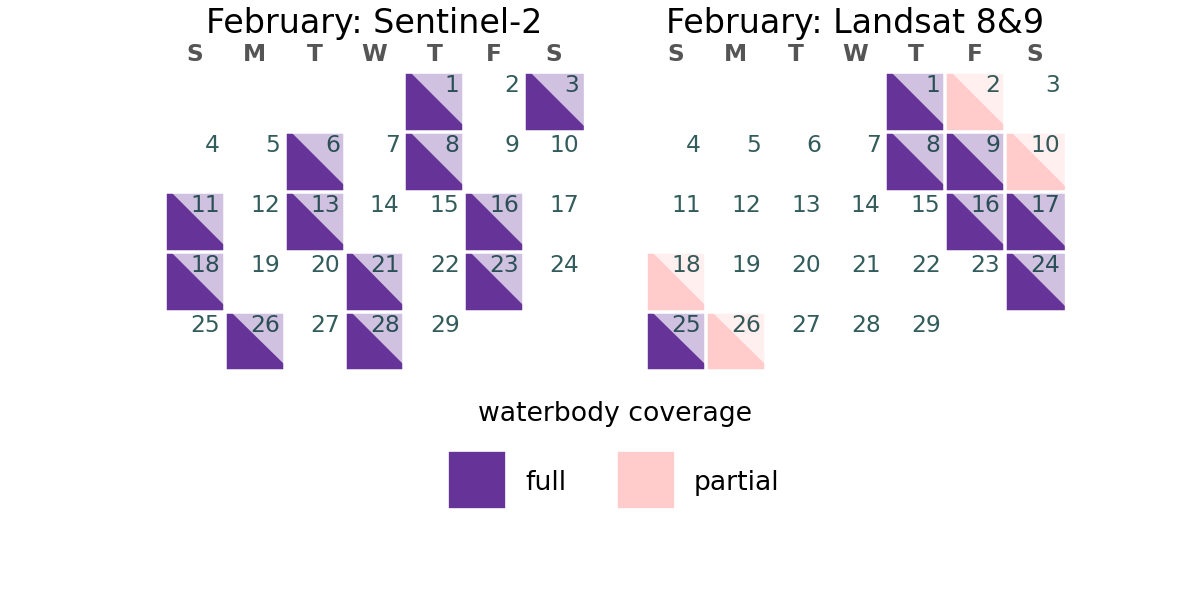 February: Sentinel-2
S M T W T F S
1 2 3
4 5 6 7 8 9 10
11 12 13 14 15 16 17
18 19 20 21 22 23 24
25 26 27 28 29
February: Landsat 8&9
S M T W T F S
1 2 3
4 5 6 7 8 9 10
11 12 13 14 15 16 17
18 19 20 21 22 23 24
25 26 27 28 29
waterbody coverage
full partial